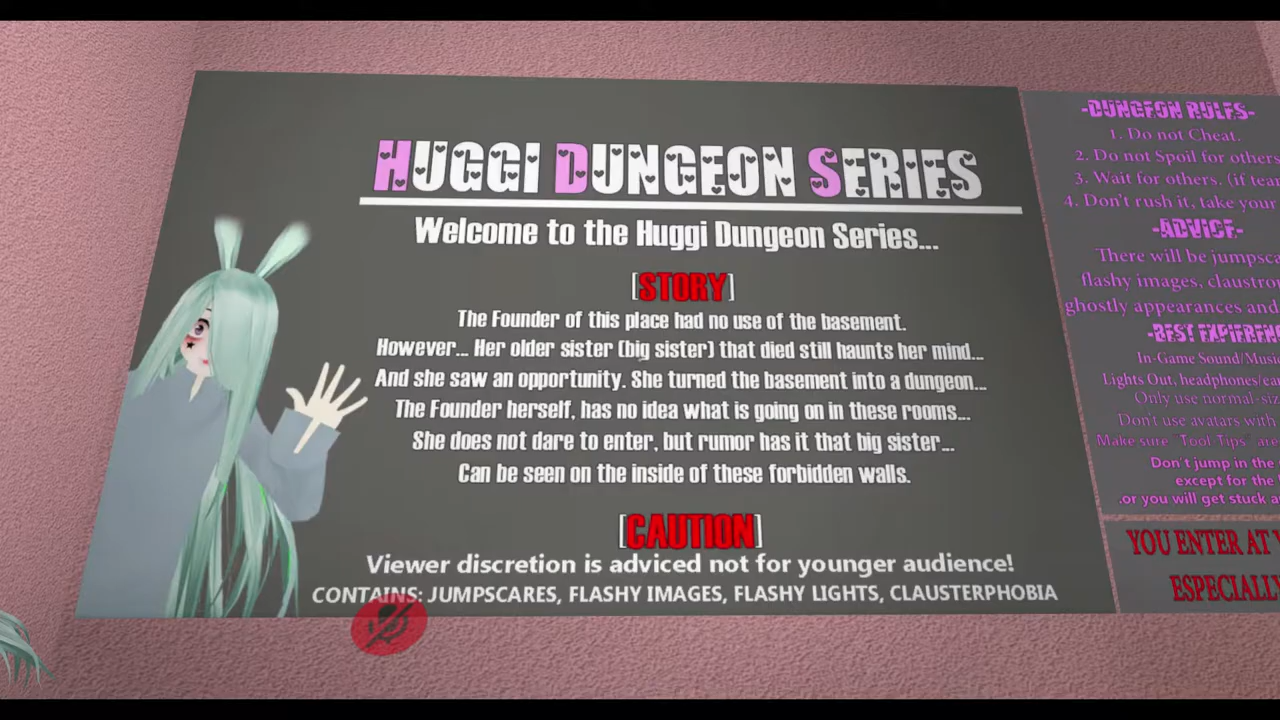 HUGGI DUNGEON SERIES
Welcome to the Huggi Dungeon Series...
[STORY]
The Founder of this place had no use of the basement.
However... Her older sister (big sister) that died still haunts her mind...
And she saw an opportunity. She turned the basement into a dungeon...
The Founder herself, has no idea what is going on in these rooms...
She does not dare to enter, but rumor has it that big sister...
Can be seen on the inside of these forbidden walls.
[CAUTION]
Viewer discretion is adviced not for younger audience!
CONTAINS: JUMPSCARES, FLASHY IMAGES, FLASHY LIGHTS, CLAUSTERPHOBIA
-DUNGEON RULES-
1. Do not Cheat.
2. Do not Spoil for others
3. Wait for others. (if
4. Don't rush it, take your
-ADVICE-
There will be
flashy images,
ghostly appearances and
-BEST
In-Game Sound/Music
Lights Out,
Only use
Don't use avatars with
Make sure "Tool-Tips" are
Don't jump in the
except for the
.or you will get stuck
YOU ENTER AT
ESPECIALLY